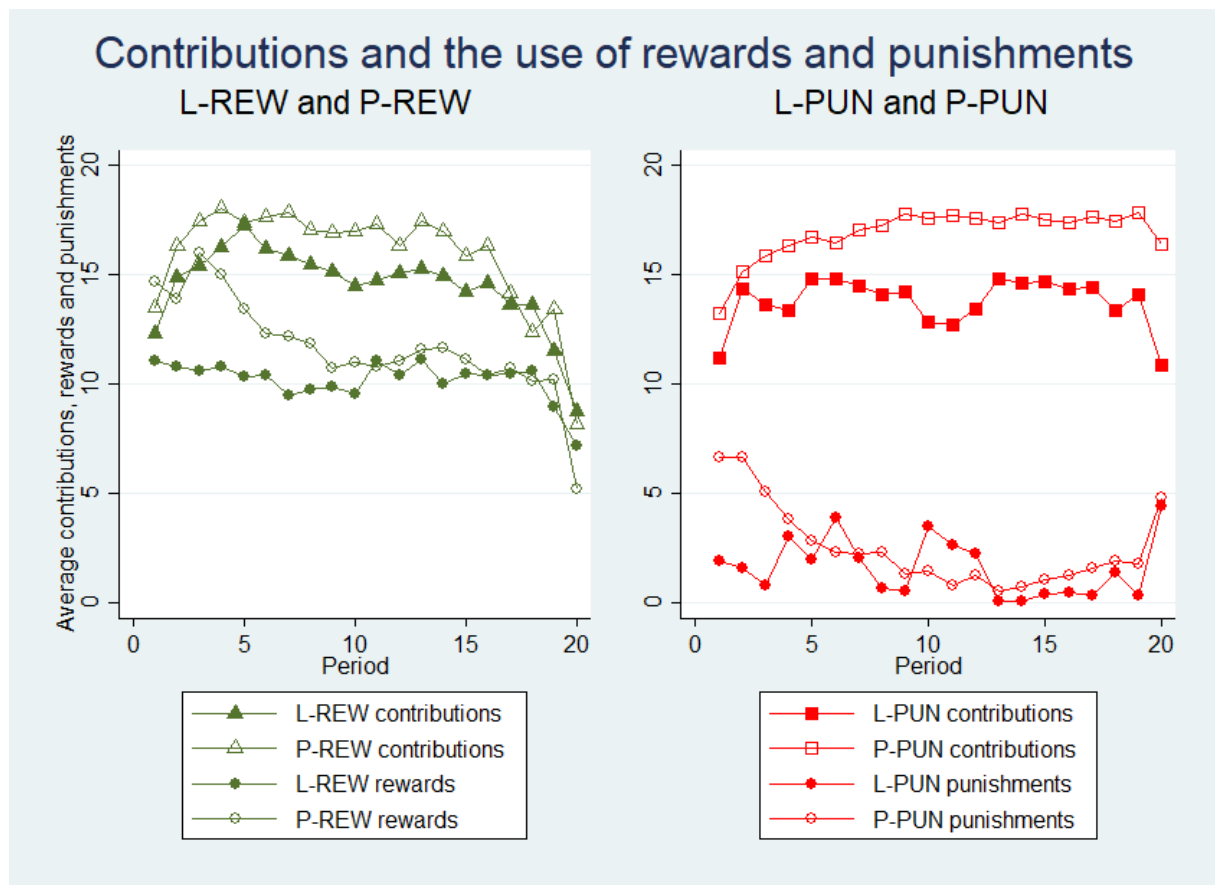 Contributions and the use of rewards and punishments
L-REW and P-REW
Average contributions, rewards and punishments
20
15
10
5
0
0 5 10 15 20
Period
L-REW contributions
P-REW contributions
L-REW rewards
P-REW rewards
L-PUN and P-PUN
20
15
10
5
0
0 5 10 15 20
Period
L-PUN contributions
P-PUN contributions
L-PUN punishments
P-PUN punishments